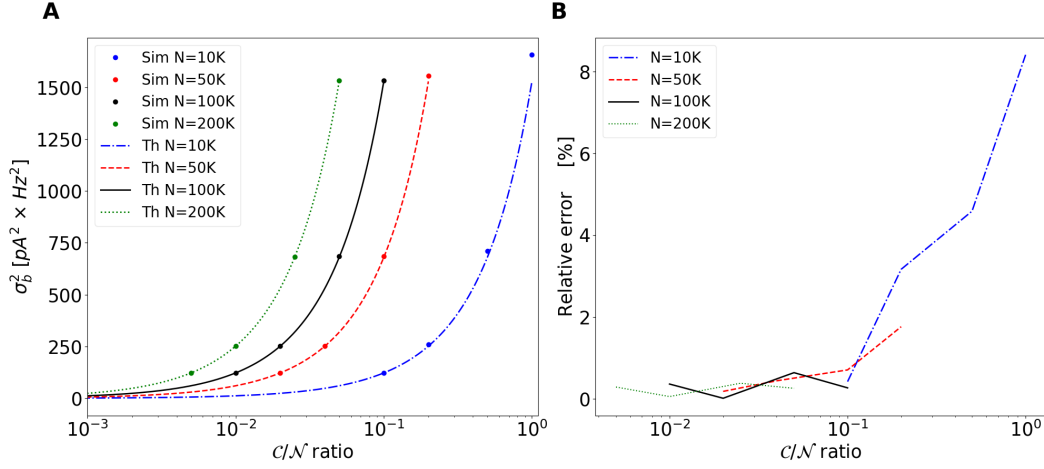 A
σ_b^2 [pA^2 × Hz^2]
1500
1250
1000
750
500
250
0
Sim N=10K
Sim N=50K
Sim N=100K
Sim N=200K
Th N=10K
Th N=50K
Th N=100K
Th N=200K
10^−3
10^−2
10^−1
10^0
C/N ratio
B
Relative error [%]
8
6
4
2
0
N=10K
N=50K
N=100K
N=200K
10^−2
10^−1
10^0
C/N ratio